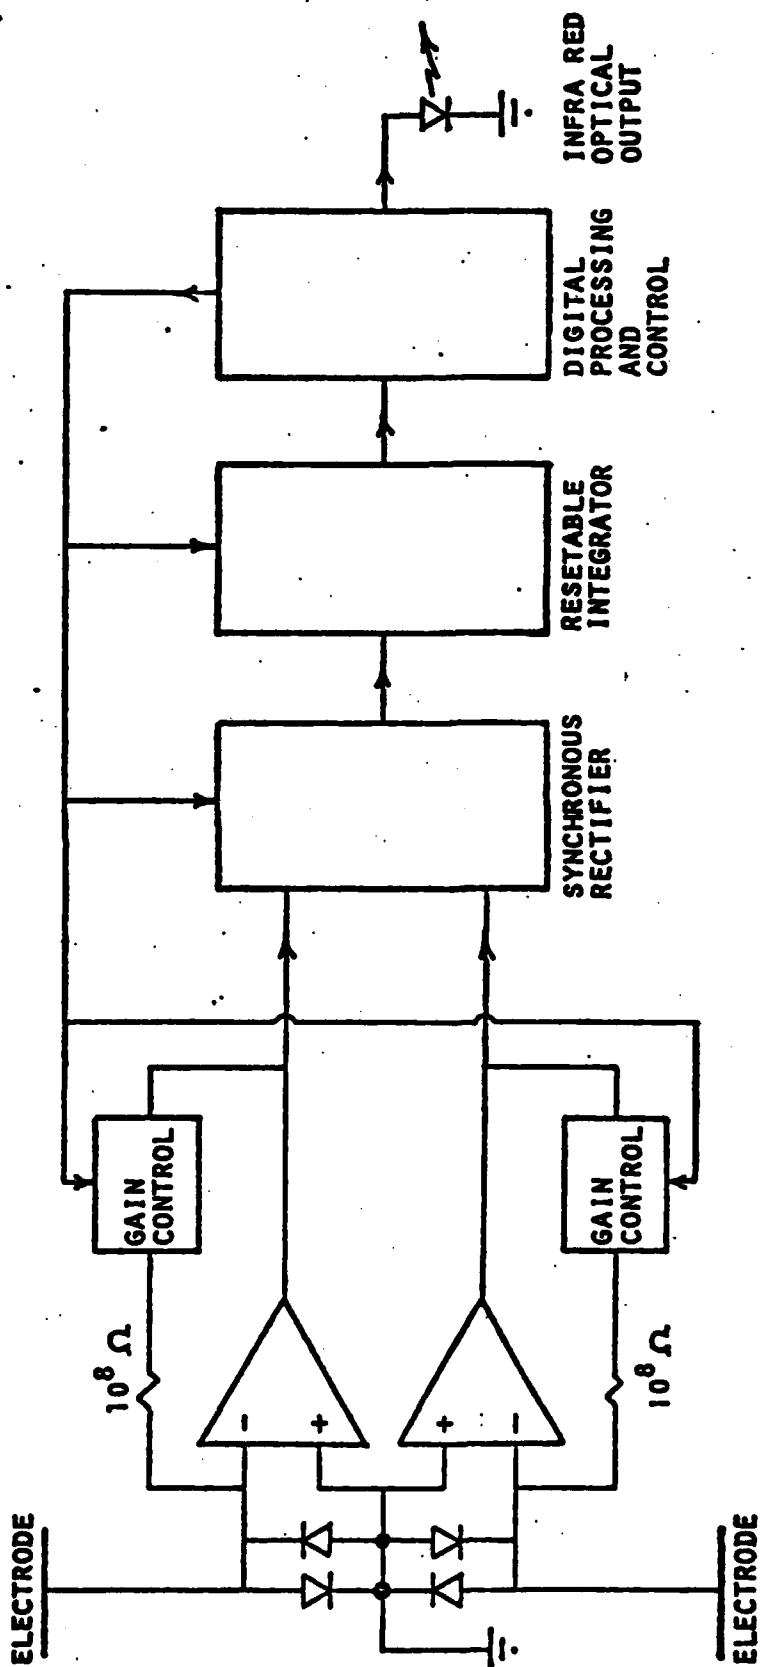 ELECTRODE
10⁸ Ω
GAIN
CONTROL
-
+
+
-
10⁸ Ω
GAIN
CONTROL
ELECTRODE
SYNCHRONOUS
RECTIFIER
RESETABLE
INTEGRATOR
DIGITAL
PROCESSING
AND
CONTROL
INFRA RED
OPTICAL
OUTPUT